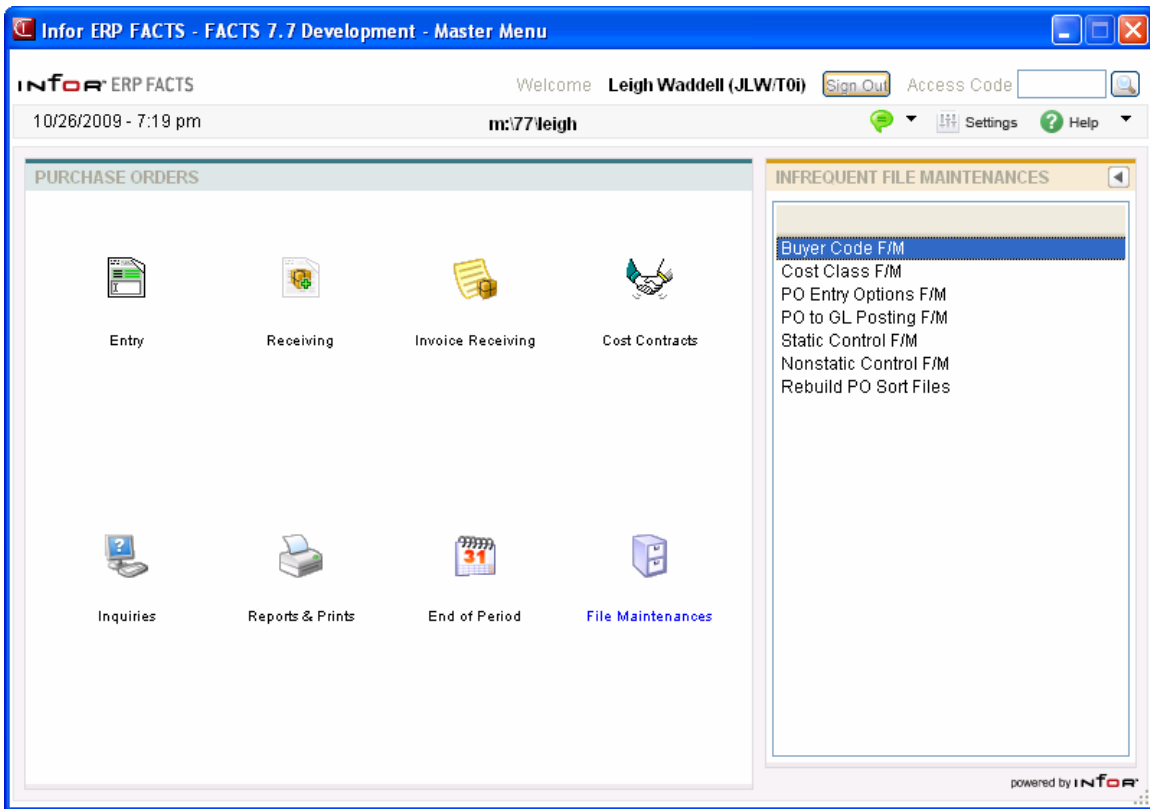 Infor ERP FACTS - FACTS 7.7 Development - Master Menu
infor ERP FACTS
Welcome Leigh Waddell (JLW/T0i) Sign Out Access Code
10/26/2009 - 7:19 pm m:\77\leigh Settings Help
PURCHASE ORDERS
Entry Receiving Invoice Receiving Cost Contracts
31
Inquiries Reports & Prints End of Period File Maintenances
INFREQUENT FILE MAINTENANCES
Buyer Code F/M
Cost Class F/M
PO Entry Options F/M
PO to GL Posting F/M
Static Control F/M
Nonstatic Control F/M
Rebuild PO Sort Files
powered by infor